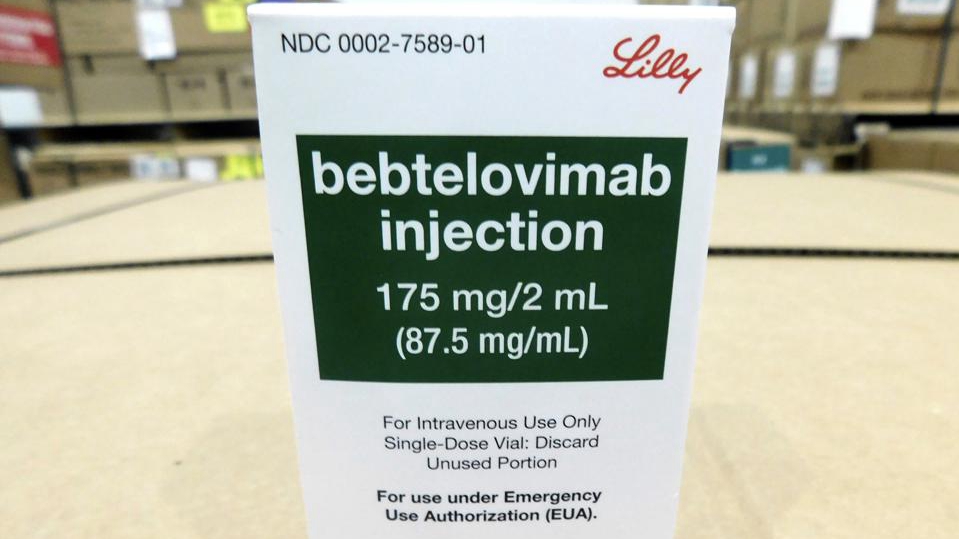 NDC 0002-7589-01
Lilly
bebtelovimab
injection
175 mg/2 mL
(87.5 mg/mL)
For Intravenous Use Only
Single-Dose Vial: Discard
Unused Portion
For use under Emergency
Use Authorization (EUA).